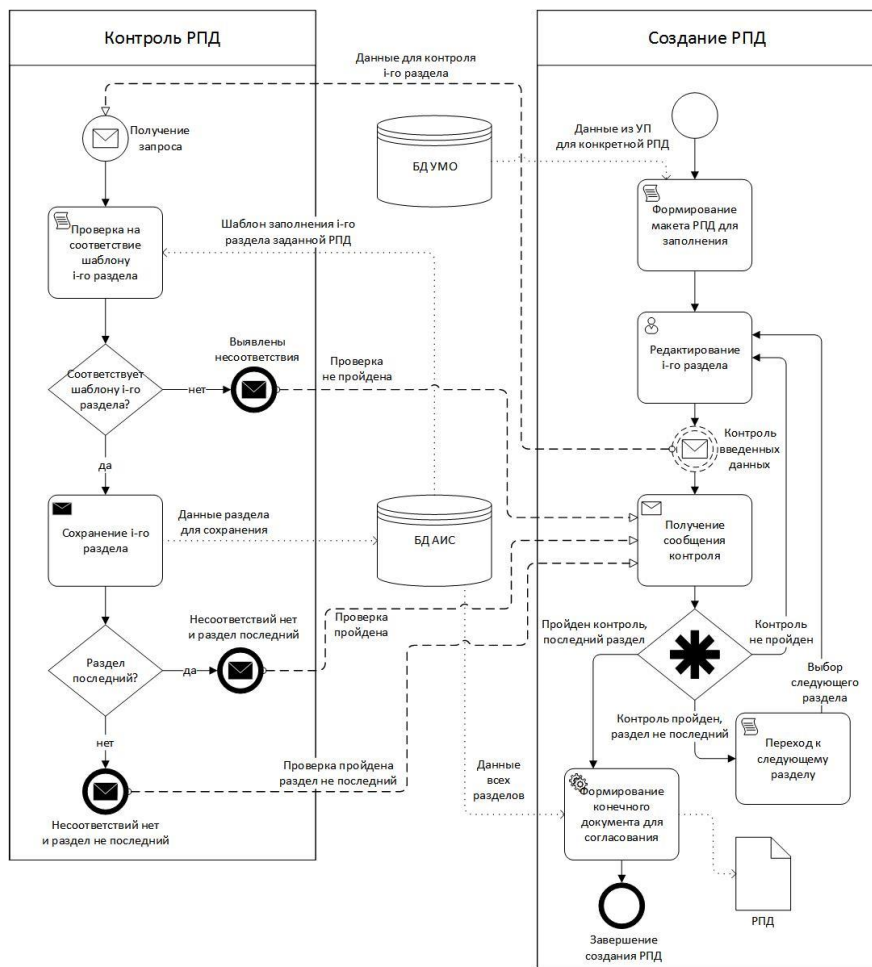 Контроль РПД
Создание РПД
Данные для контроля
i-го раздела
Получение
запроса
БД УМО
Данные из УП
для конкретной РПД
Формирование
макета РПД для
заполнения
Проверка на
соответствие
шаблону
i-го раздела
Шаблон заполнения i-го
раздела заданной РПД
Редактирование
i-го раздела
Выявлены
несоответствия
Проверка
не пройдена
Соответствует
шаблону i-го
раздела?
нет
да
Контроль
введенных
данных
Сохранение i-го
раздела
Данные раздела
для сохранения
БД АИС
Получение
сообщения
контроля
Несоответствий нет
и раздел последний
Проверка
пройдена
Раздел
последний?
да
нет
Пройден контроль,
последний раздел
Контроль
не пройден
Выбор
следующего
раздела
Контроль пройден,
раздел не последний
Переход к
следующему
разделу
Проверка пройдена
раздел не последний
Данные
всех
разделов
Несоответствий нет
и раздел не последний
Формирование
конечного
документа для
согласования
РПД
Завершение
создания РПД